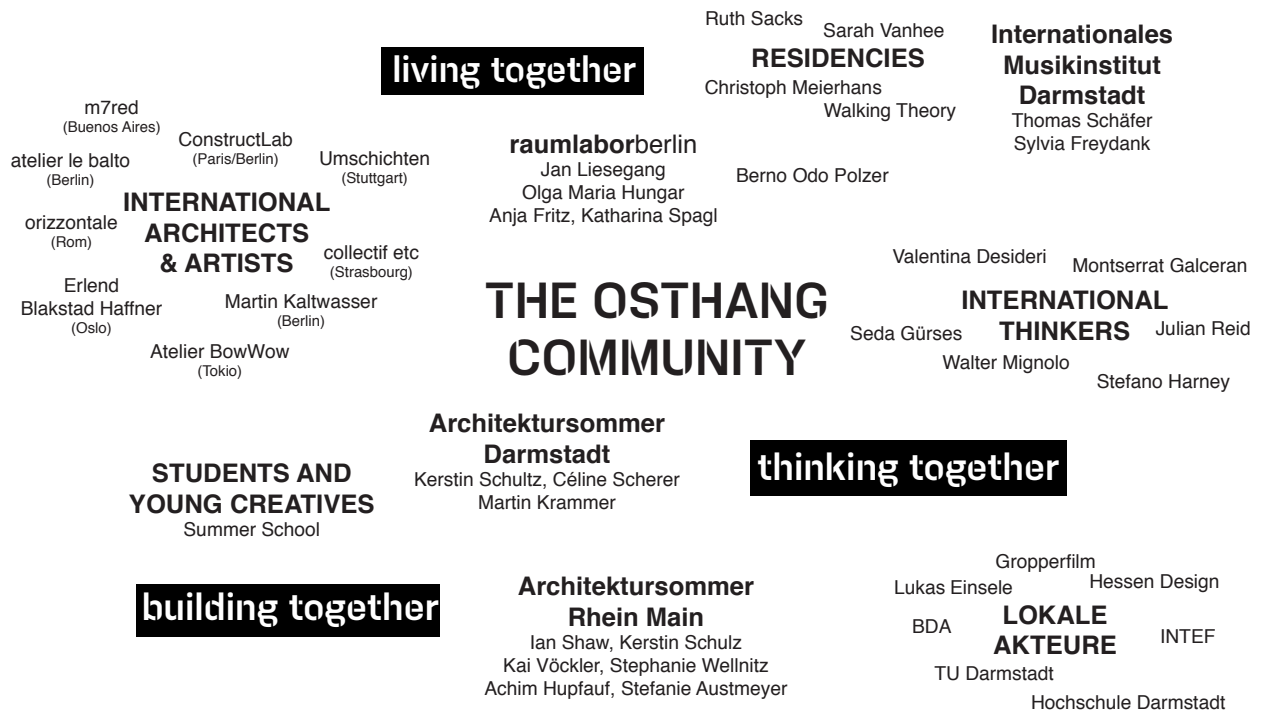 living together
Ruth Sacks
Sarah Vanhee
RESIDENCIES
Christoph Meierhans
Walking Theory
Internationales
Musikinstitut
Darmstadt
Thomas Schäfer
Sylvia Freydank
m7red
(Buenos Aires)
ConstructLab
(Paris/Berlin)
Umschichten
(Stuttgart)
atelier le balto
(Berlin)
INTERNATIONAL
ARCHITECTS
& ARTISTS
orizzontale
(Rom)
collectif etc
(Strasbourg)
Erlend
Blakstad Haffner
(Oslo)
Martin Kaltwasser
(Berlin)
Atelier BowWow
(Tokio)
raumlaborberlin
Jan Liesegang
Olga Maria Hungar
Anja Fritz, Katharina Spagl
Berno Odo Polzer
THE OSTHANG
COMMUNITY
Valentina Desideri
Montserrat Galceran
INTERNATIONAL
THINKERS
Seda Gürses
Julian Reid
Walter Mignolo
Stefano Harney
Architektursommer
Darmstadt
Kerstin Schultz, Céline Scherer
Martin Krammer
thinking together
STUDENTS AND
YOUNG CREATIVES
Summer School
building together
Architektursommer
Rhein Main
Ian Shaw, Kerstin Schulz
Kai Vöckler, Stephanie Wellnitz
Achim Hupfauf, Stefanie Austmeyer
Gropperfilm
Lukas Einsele
Hessen Design
LOKALE
AKTEURE
BDA
INTEF
TU Darmstadt
Hochschule Darmstadt